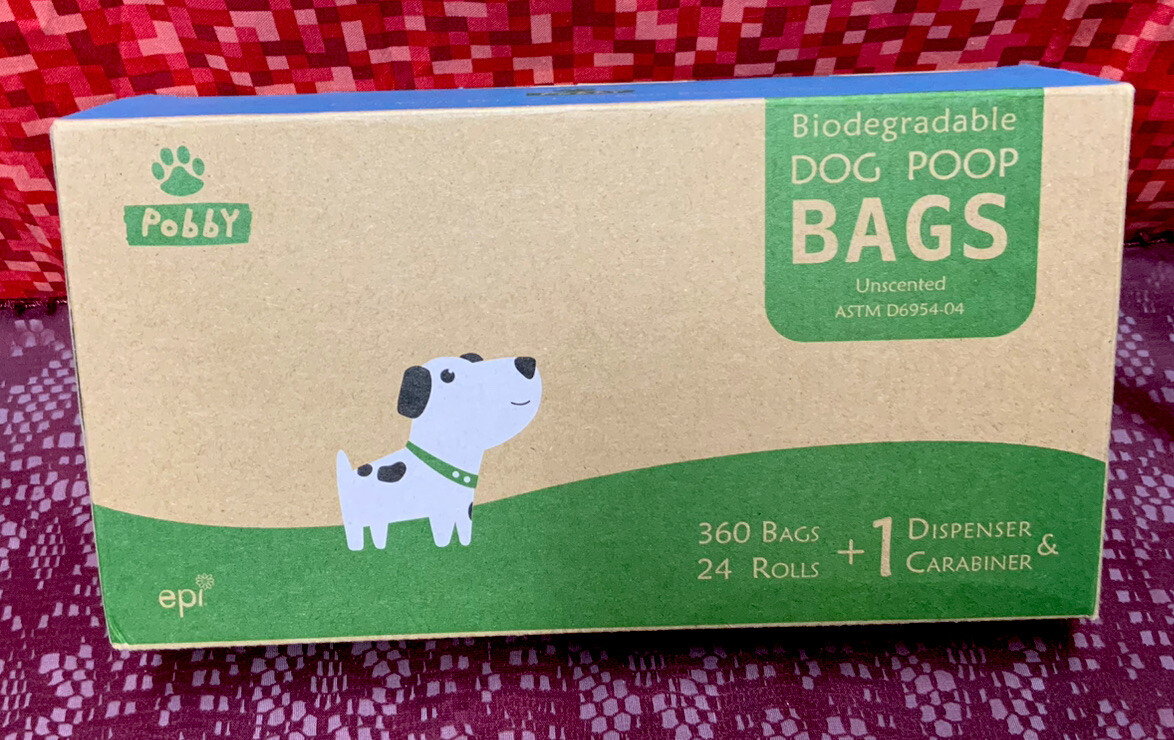 PobbY
Biodegradable
DOG POOP
BAGS
Unscented
ASTM D6954-04
360 BAGS
24 ROLLS
+1
DISPENSER &
CARABINER
epi